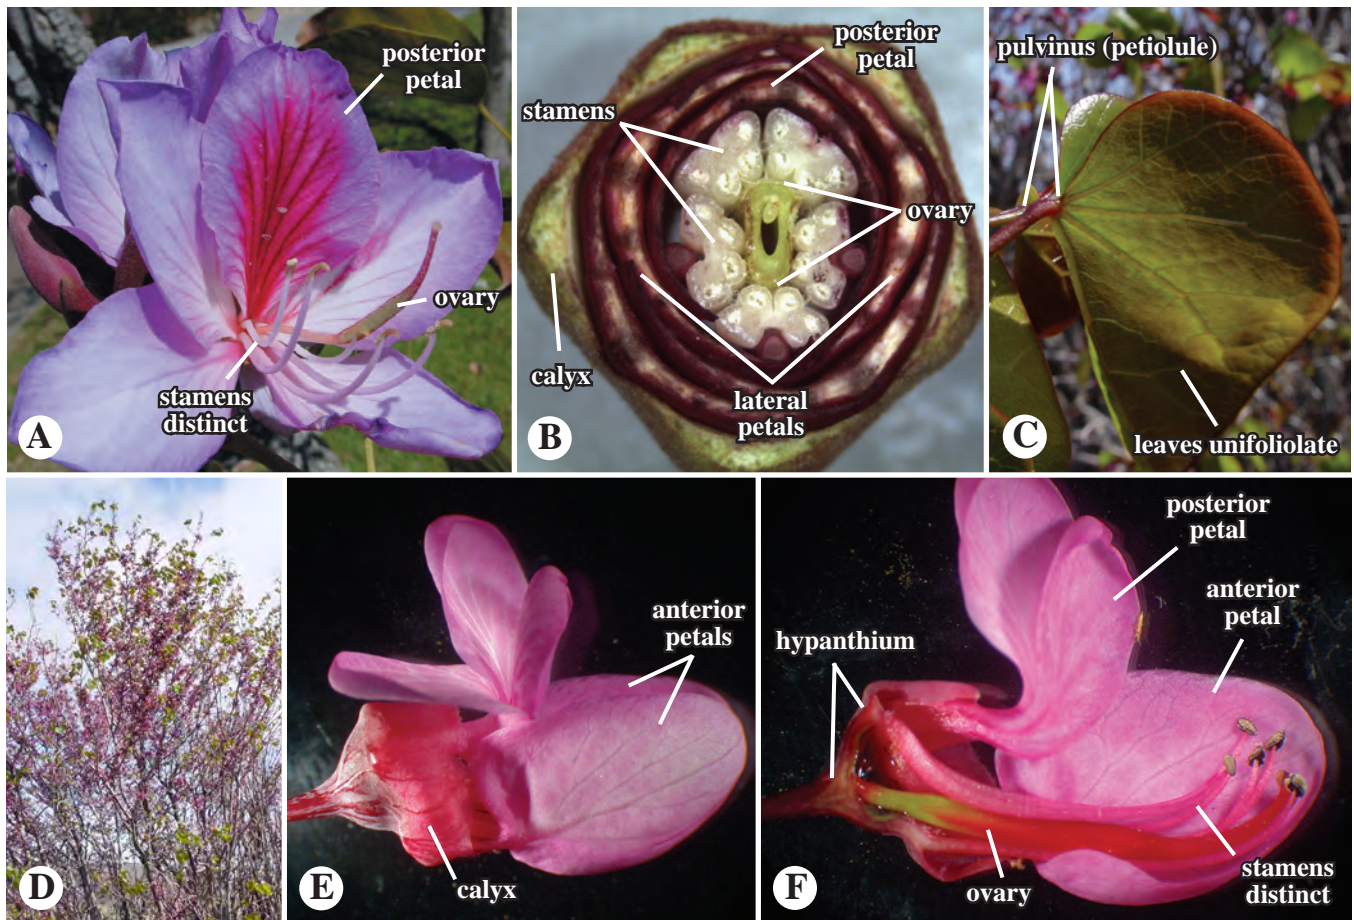 posterior
petal
ovary
stamens
distinct
A
posterior
petal
stamens
ovary
calyx
lateral
petals
B
pulvinus (petiolule)
leaves unifoliolate
C
D
anterior
petals
calyx
E
posterior
petal
anterior
petal
hypanthium
ovary
stamens
distinct
F